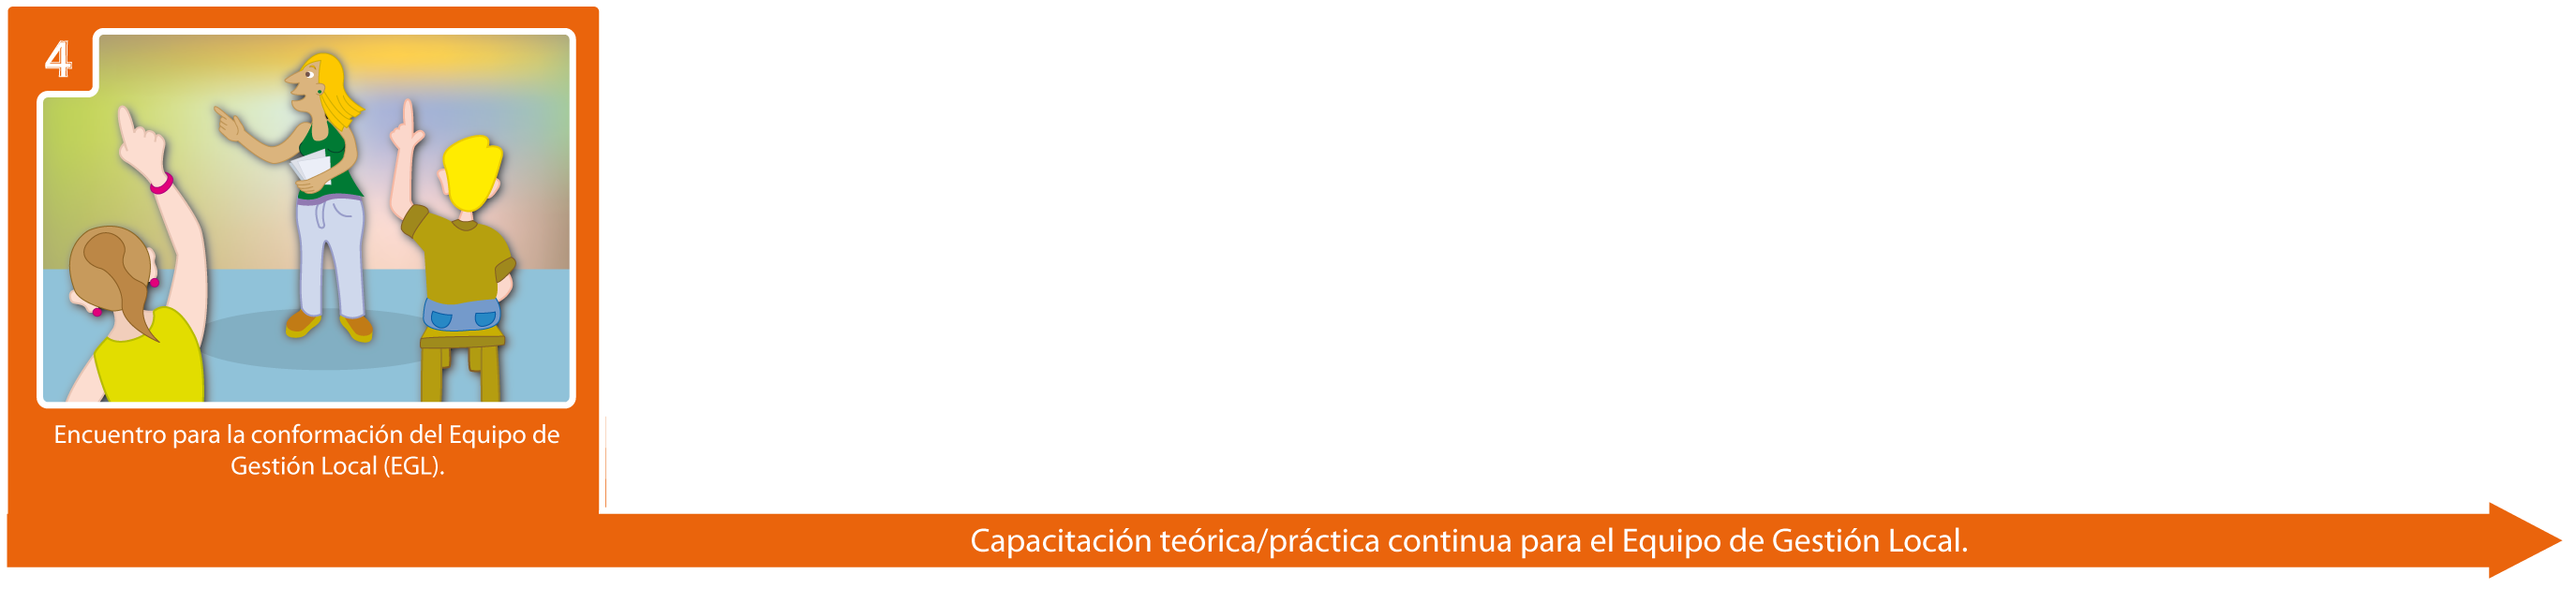 4
Encuentro para la conformación del Equipo de
Gestión Local (EGL).
Capacitación teórica/práctica continua para el Equipo de Gestión Local.